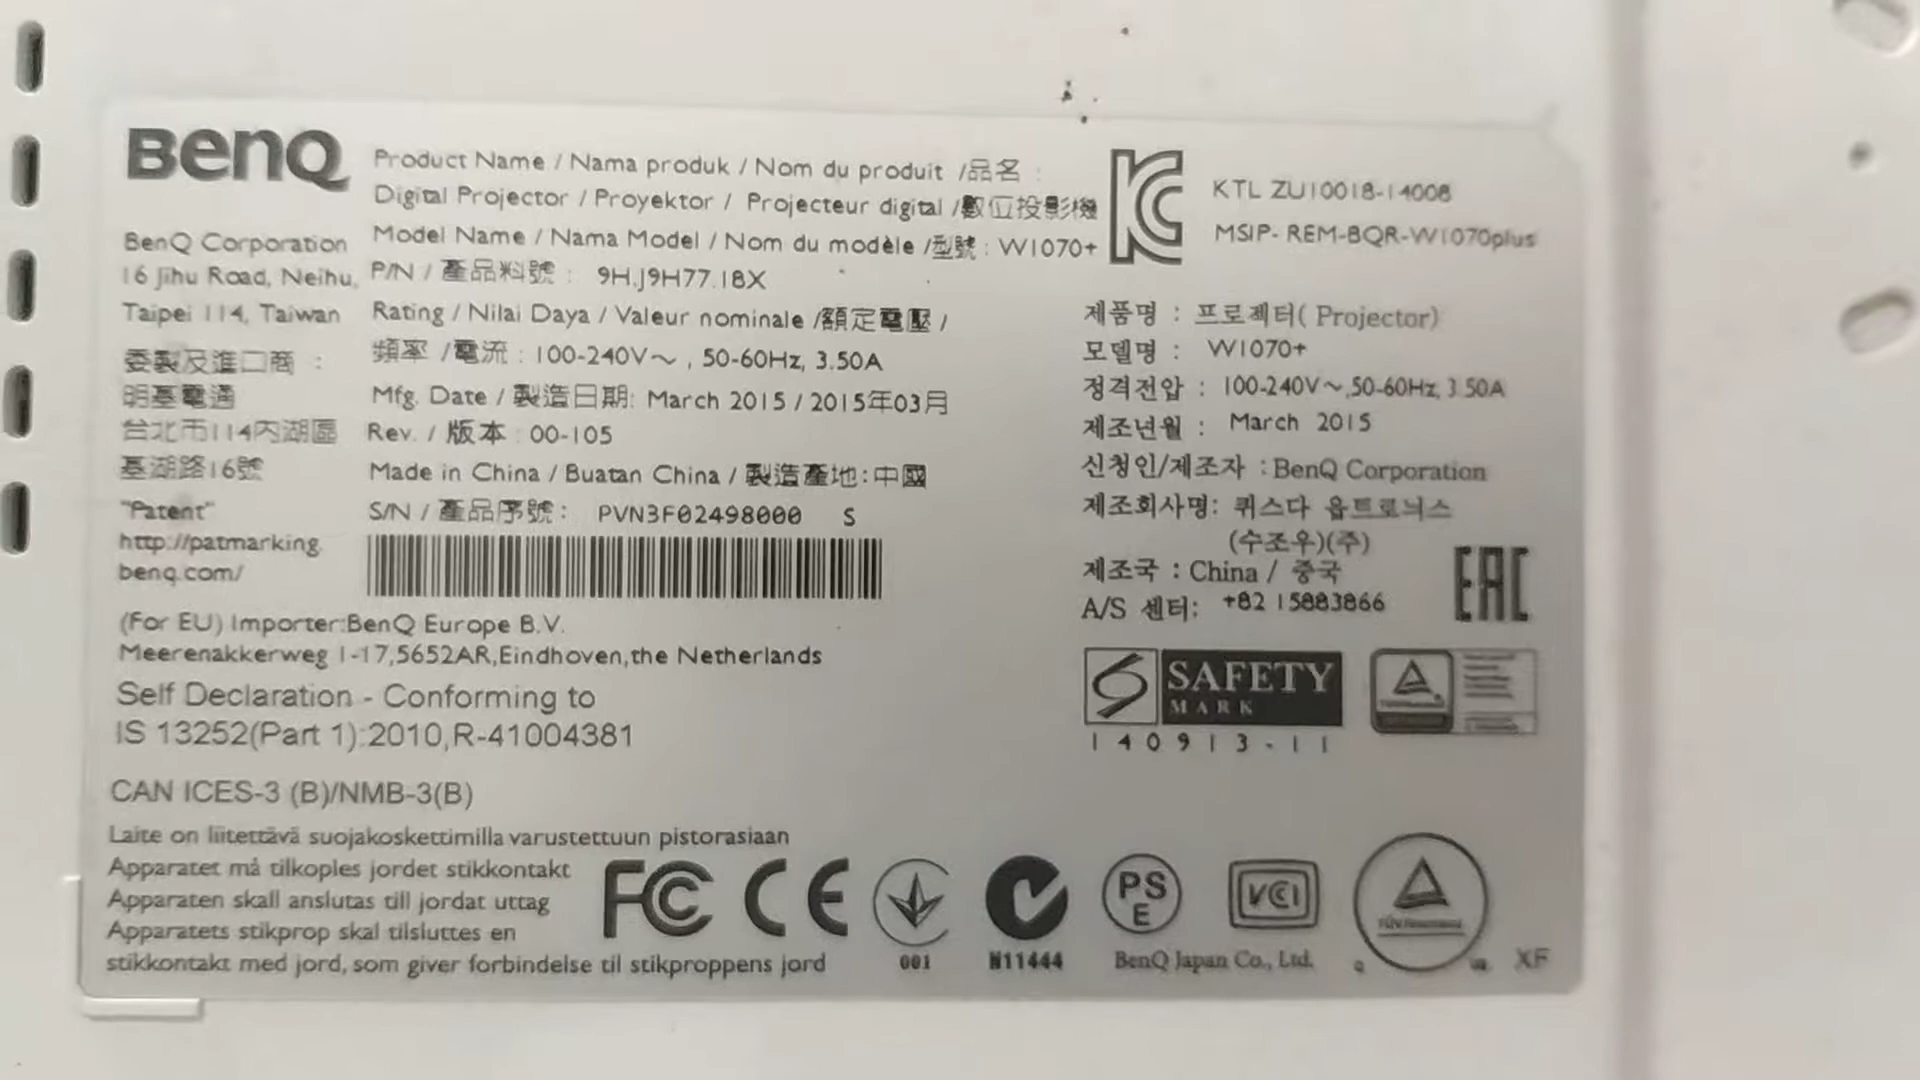 BenQ
Product Name / Nama produk / Nom du produit /品名 :
Digital Projector / Proyektor / Projecteur digital /數位投影機
Model Name / Nama Model / Nom du modèle /型號 : W1070+
P/N / 產品料號 : 9H.J9H77.18X
Rating / Nilai Daya / Valeur nominale /額定電壓 /
頻率 /電流 : 100-240V～ , 50-60Hz, 3.50A
Mfg. Date / 製造日期: March 2015 / 2015年03月
Rev. / 版本 : 00-105
Made in China / Buatan China / 製造產地:中國
S/N / 產品序號 : PVN3F02498000 S
BenQ Corporation
16 Jihu Road, Neihu,
Taipei 114, Taiwan
委製及進口商 :
明基電通
台北市114內湖區
基湖路16號
"Patent"
http://patmarking.
benq.com/
(For EU) Importer:BenQ Europe B.V.
Meerenakkerweg 1-17,5652AR,Eindhoven,the Netherlands
Self Declaration - Conforming to
IS 13252(Part 1):2010,R-41004381
CAN ICES-3 (B)/NMB-3(B)
Laite on liitettävä suojakoskettimilla varustettuun pistorasiaan
Apparatet må tilkoples jordet stikkontakt
Apparaten skall anslutas till jordat uttag
Apparatets stikprop skal tilsluttes en
stikkontakt med jord, som giver forbindelse til stikproppens jord
KC
KTL ZU10018-14008
MSIP- REM-BQR-W1070plus
제품명 : 프로젝터( Projector)
모델명 : W1070+
정격전압 : 100-240V～,50-60Hz, 3.50A
제조년월 : March 2015
신청인/제조자 :BenQ Corporation
제조회사명: 퀴스다 옵트로닉스
(수조우)(주)
제조국 : China / 중국
A/S 센터: +82 15883866
EAC
SAFETY
MARK
140913-11
FC CE
001
N11444
PS
E
BenQ Japan Co., Ltd.
VCCI
XF